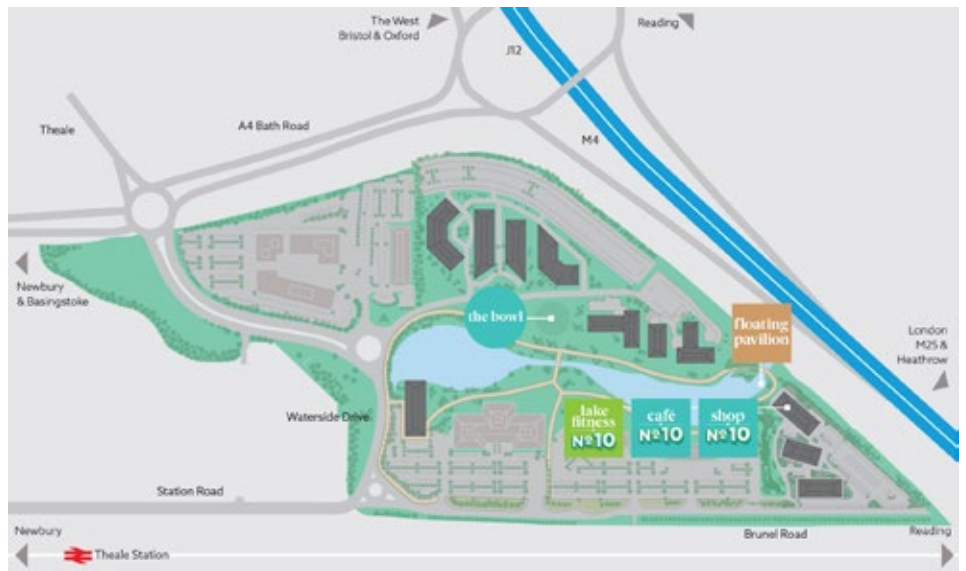 The West
Bristol & Oxford
Reading
J12
A4 Bath Road
Theale
M4
Newbury
& Basingstoke
the bowl
floating
pavilion
London
M25 &
Heathrow
lake
fitness
Nº10
cafe
Nº10
shop
Nº10
Waterside Drive
Station Road
Newbury
Brunel Road
Reading
Theale Station